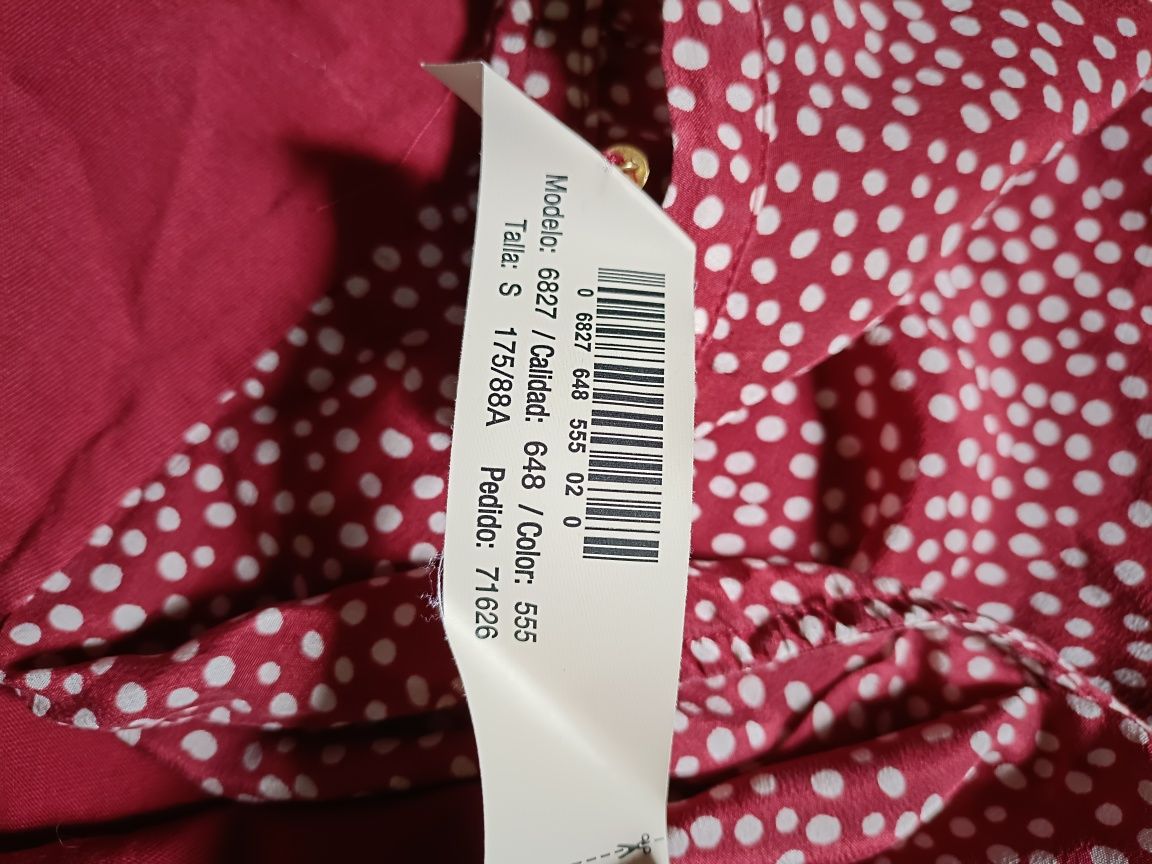 0 6827 648 555 02 0
Modelo: 6827 /Calidad: 648 /Color: 555
Talla: S 175/88A Pedido: 71626